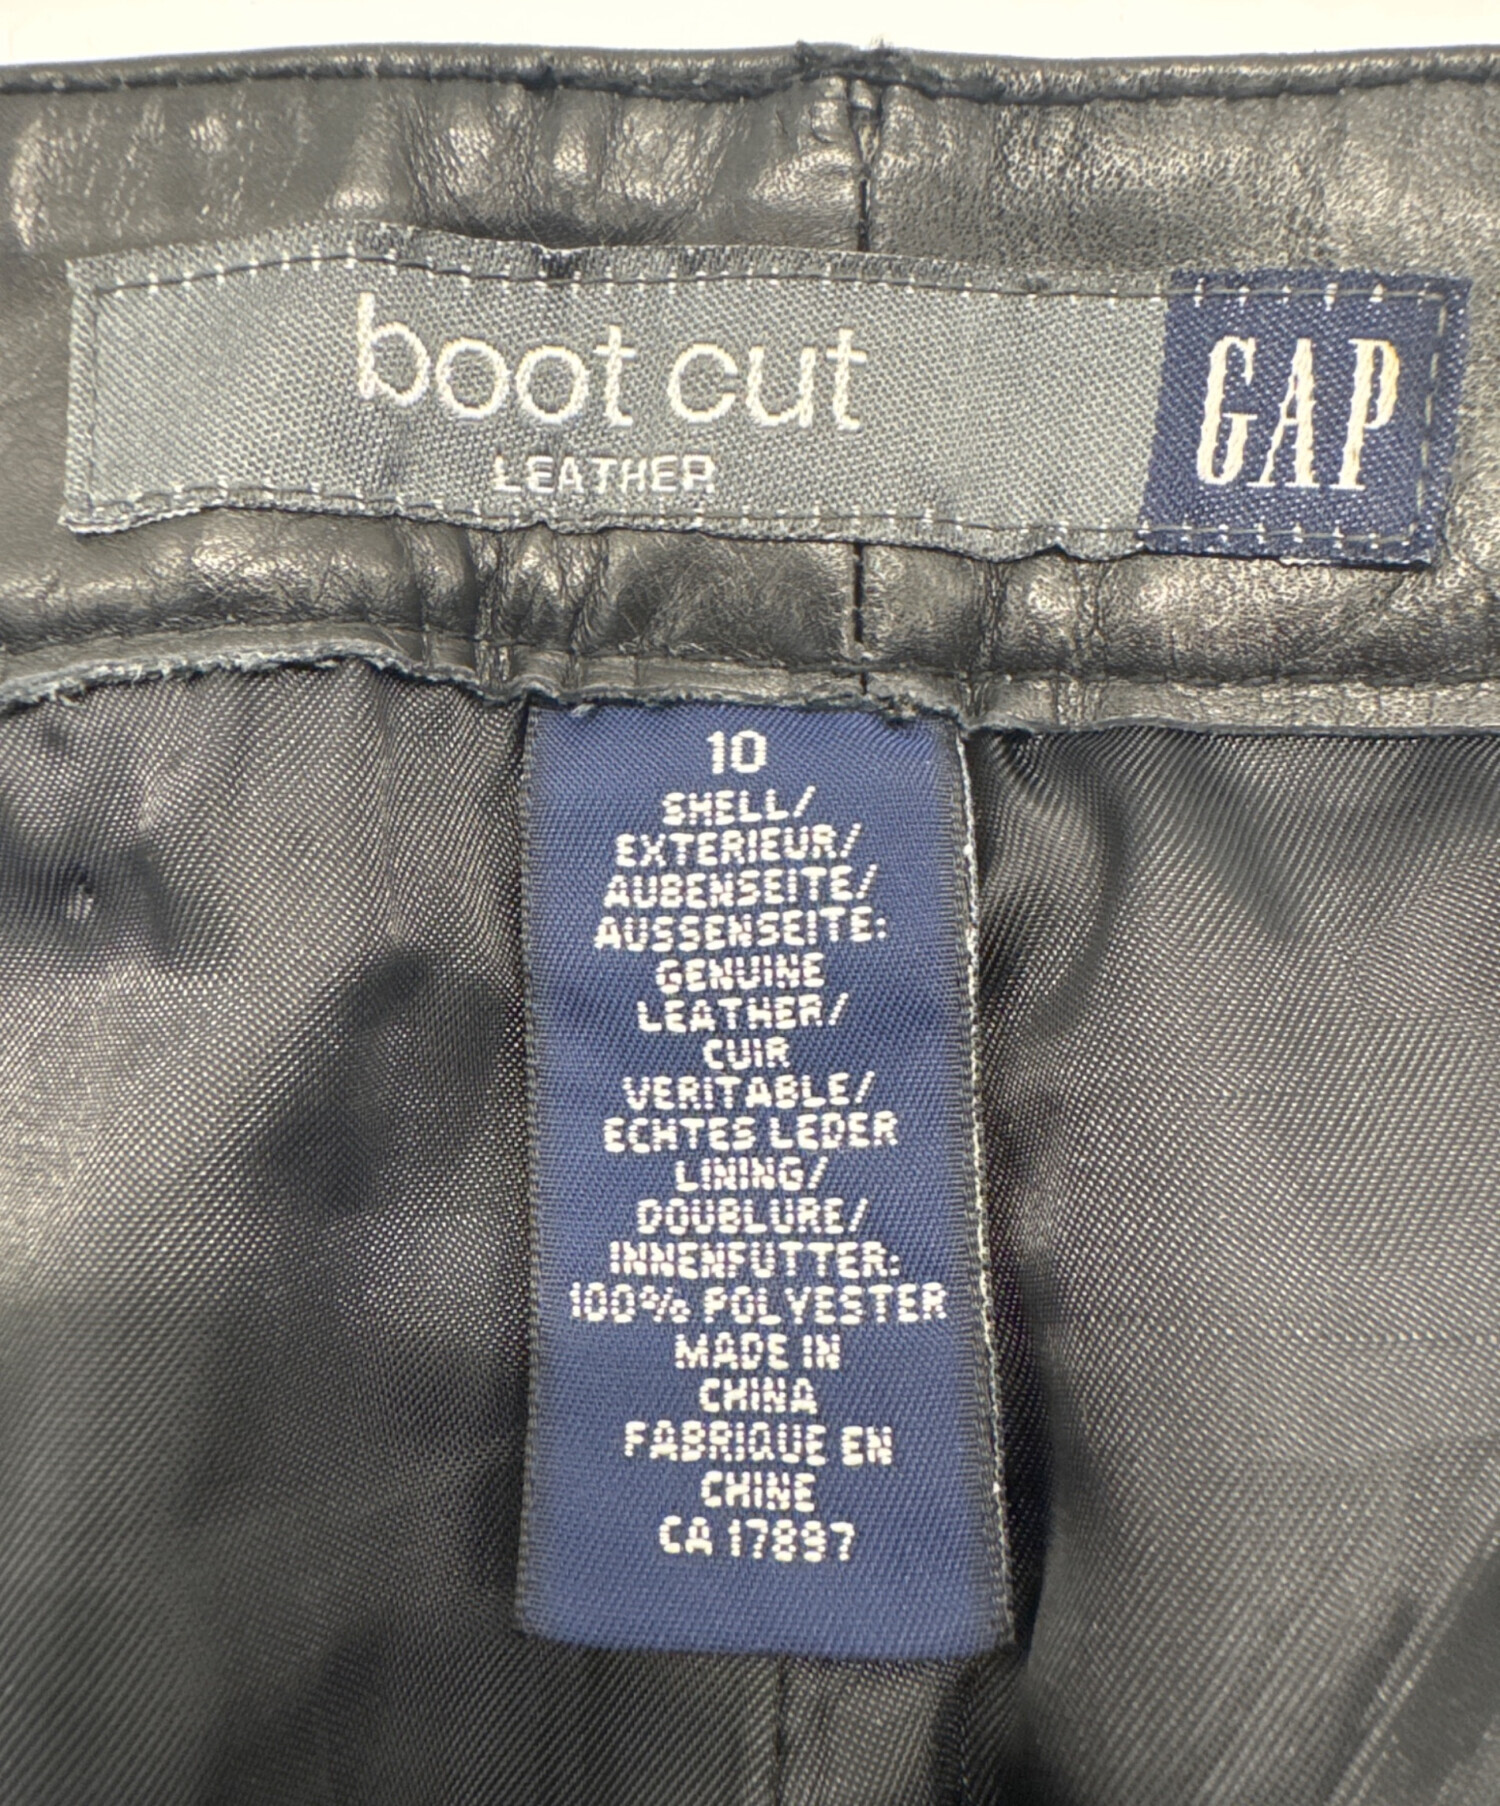 boot cut
LEATHER
GAP
10
SHELL/
EXTERIEUR/
AUBENSEITE/
AUSSENSEITE:
GENUINE
LEATHER/
CUIR
VERITABLE/
ECHTES LEDER
LINING/
DOUBLURE/
INNENFUTTER:
100% POLYESTER
MADE IN
CHINA
FABRIQUE EN
CHINE
CA 17897